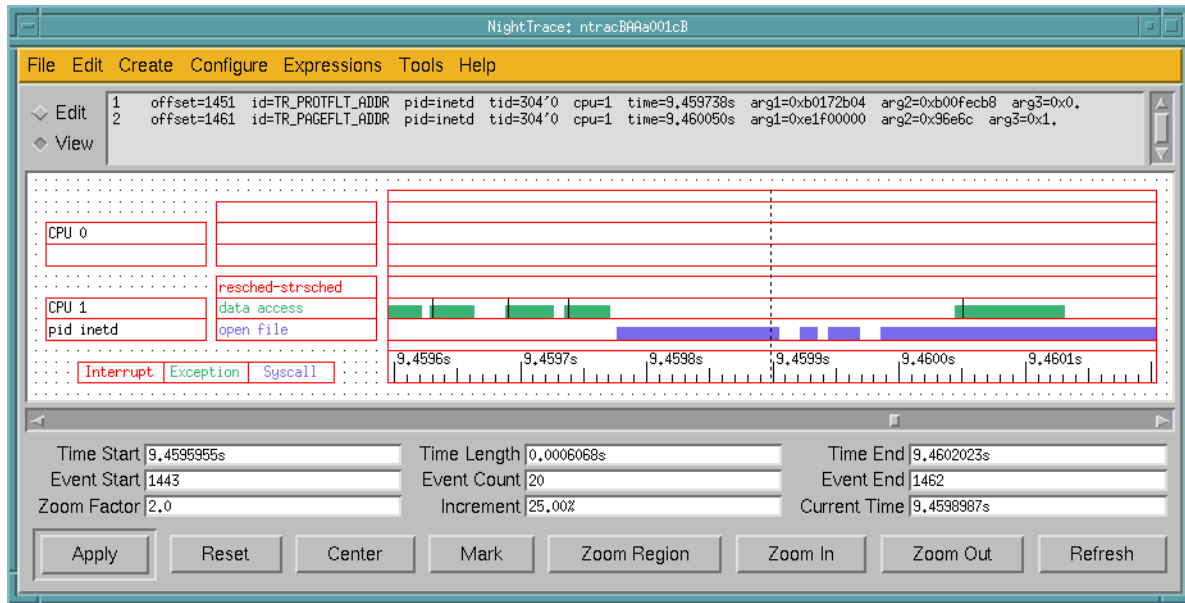 NightTrace: ntracBAAa001cB
File Edit Create Configure Expressions Tools Help
Edit
View
1 offset=1451 id=TR_PROTFLT_ADDR pid=inetd tid=304'0 cpu=1 time=9.459738s arg1=0xb0172b04 arg2=0xb00fecb8 arg3=0x0.
2 offset=1461 id=TR_PAGEFLT_ADDR pid=inetd tid=304'0 cpu=1 time=9.460050s arg1=0xe1f00000 arg2=0x96e6c arg3=0x1.
CPU 0
resched-strsched
CPU 1 data access
pid inetd open file
Interrupt Exception Syscall
9.4596s 9.4597s 9.4598s 9.4599s 9.4600s 9.4601s
Time Start 9.4595955s Time Length 0.0006068s Time End 9.4602023s
Event Start 1443 Event Count 20 Event End 1462
Zoom Factor 2.0 Increment 25.00% Current Time 9.4598987s
Apply Reset Center Mark Zoom Region Zoom In Zoom Out Refresh